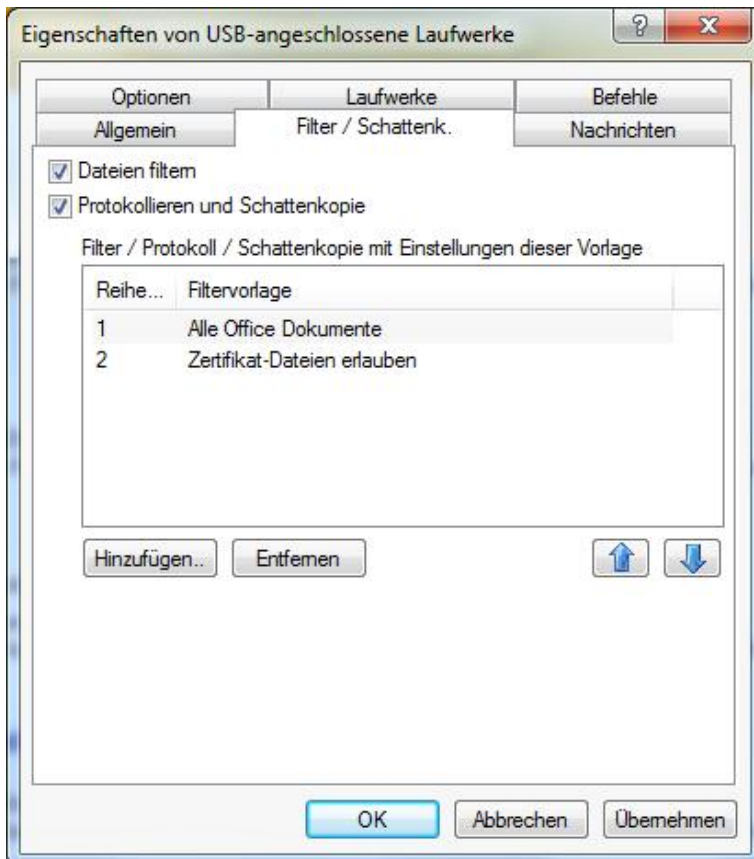 Eigenschaften von USB-angeschlossene Laufwerke
Optionen Laufwerke Befehle
Allgemein Filter / Schattenk. Nachrichten
Dateien filtern
Protokollieren und Schattenkopie
Filter / Protokoll / Schattenkopie mit Einstellungen dieser Vorlage
Reihe... Filtervorlage
1 Alle Office Dokumente
2 Zertifikat-Dateien erlauben
Hinzufügen.. Entfernen
OK Abbrechen Übernehmen